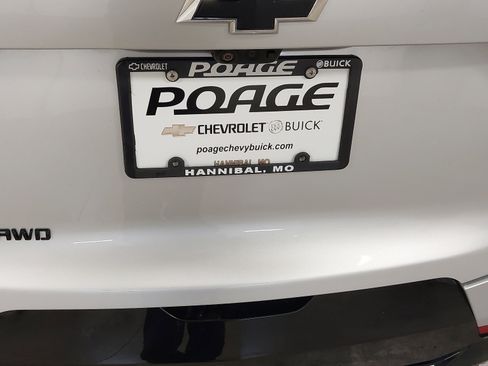 CHEVROLET POAGE BUICK
POAGE
CHEVROLET BUICK
poagechevybuick.com
HANNIBAL, MO
HANNIBAL, MO
AWD